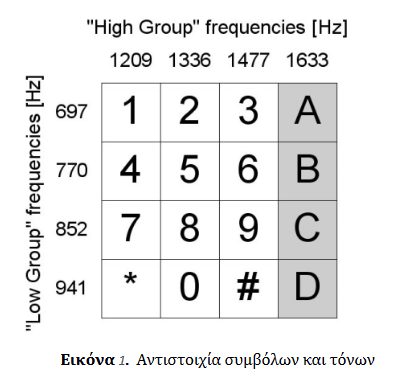 "High Group" frequencies [Hz]
1209 1336 1477 1633
"Low Group" frequencies [Hz]
697 1 2 3 A
770 4 5 6 B
852 7 8 9 C
941 * 0 # D
Εικόνα 1. Αντιστοιχία συμβόλων και τόνων